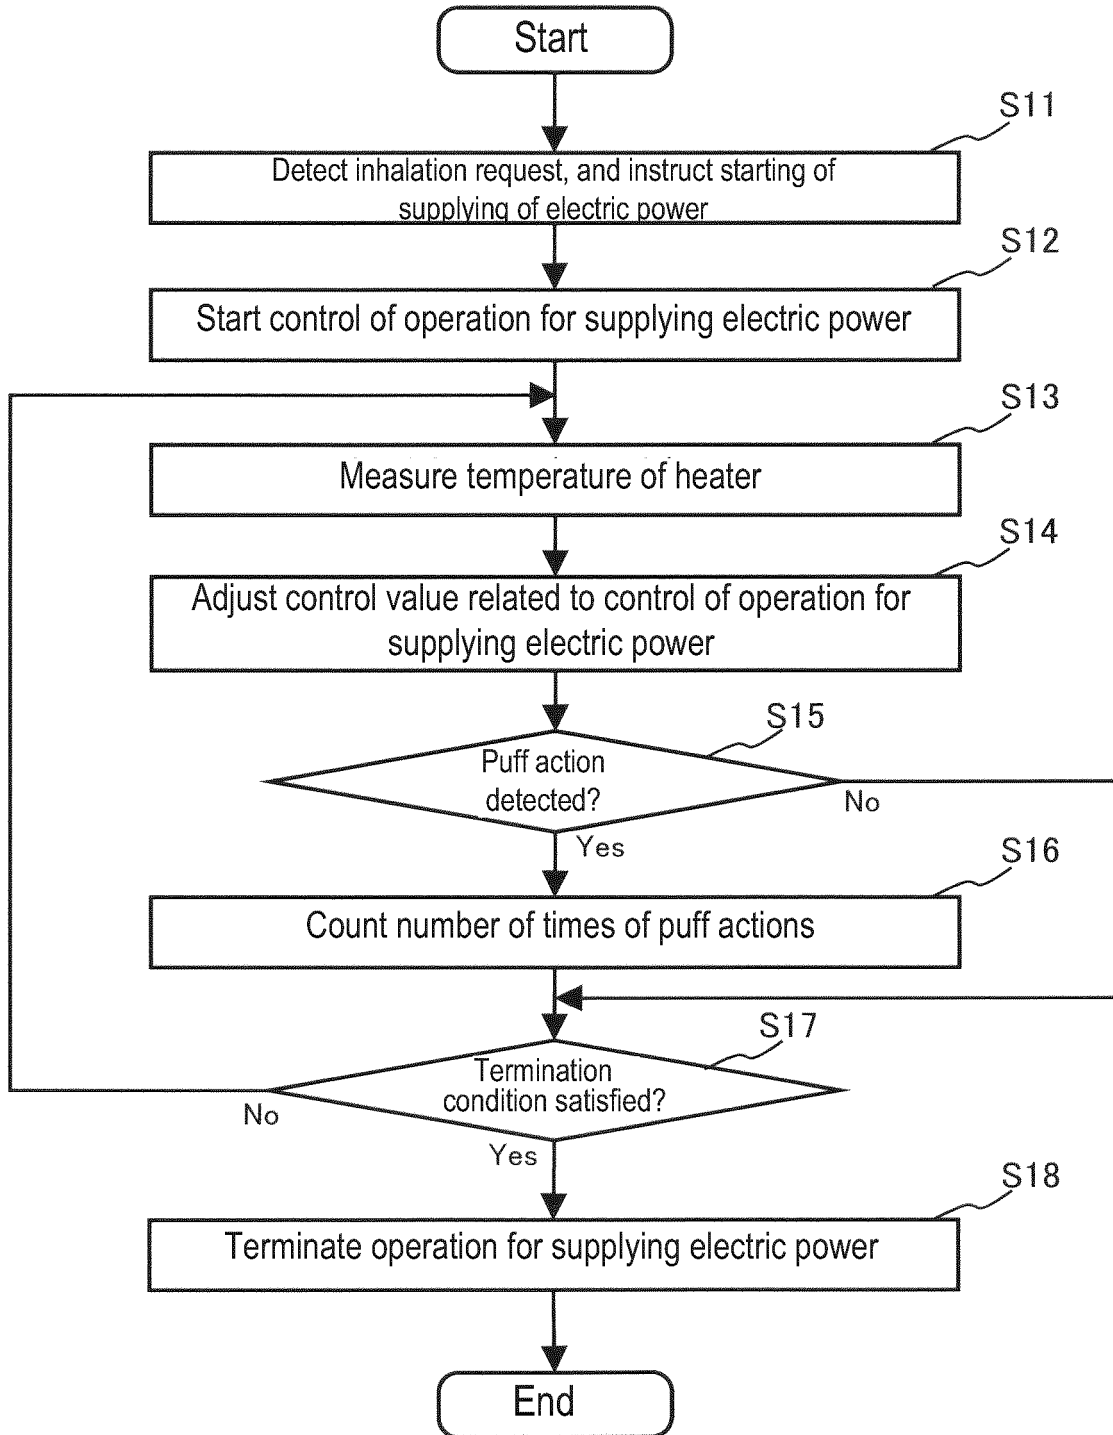 Start
S11
Detect inhalation request, and instruct starting of
supplying of electric power
S12
Start control of operation for supplying electric power
S13
Measure temperature of heater
S14
Adjust control value related to control of operation for
supplying electric power
S15
Puff action
detected?
No
Yes
S16
Count number of times of puff actions
S17
Termination
condition satisfied?
No
Yes
S18
Terminate operation for supplying electric power
End